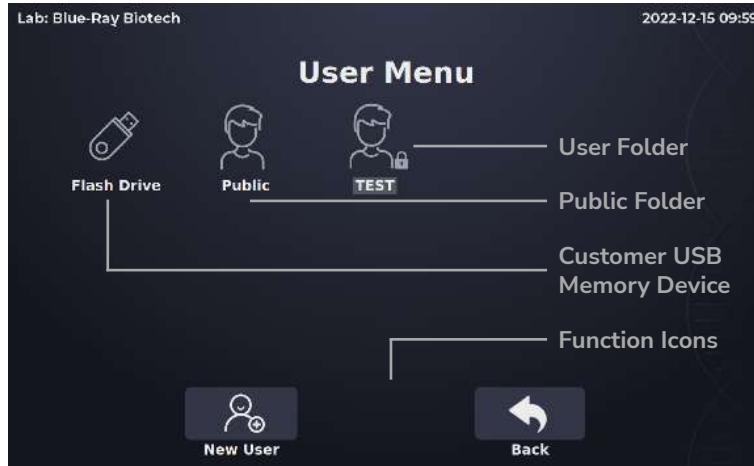 Lab: Blue-Ray Biotech
2022-12-15 09:59
User Menu
Flash Drive
Public
TEST
User Folder
Public Folder
Customer USB
Memory Device
Function Icons
New User
Back